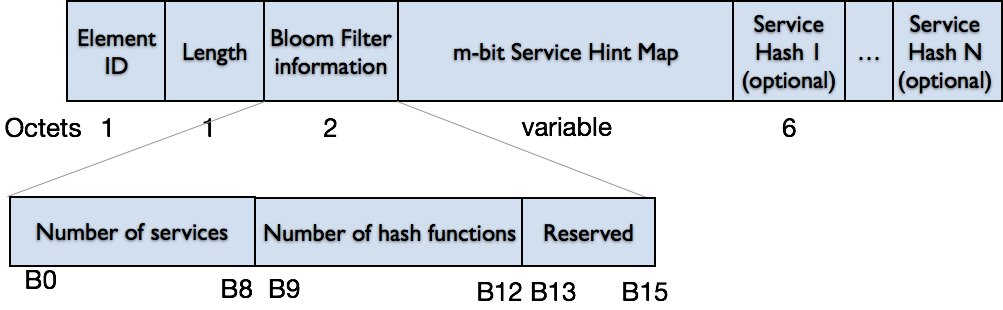 Element ID
Length
Bloom Filter information
m-bit Service Hint Map
Service Hash 1 (optional)
...
Service Hash N (optional)
Octets 1 1 2 variable 6
Number of services
Number of hash functions
Reserved
B0 B8 B9 B12 B13 B15